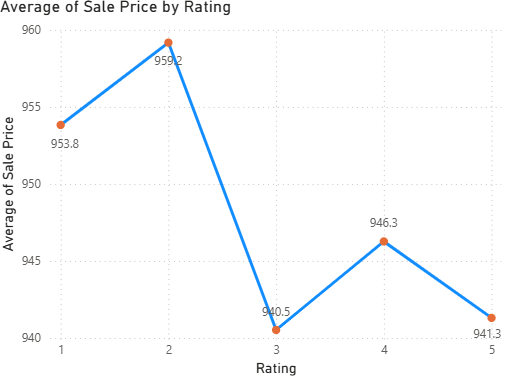 Average of Sale Price by Rating
Average of Sale Price
960
955
950
945
940
953.8
959.2
940.5
946.3
941.3
1 2 3 4 5
Rating